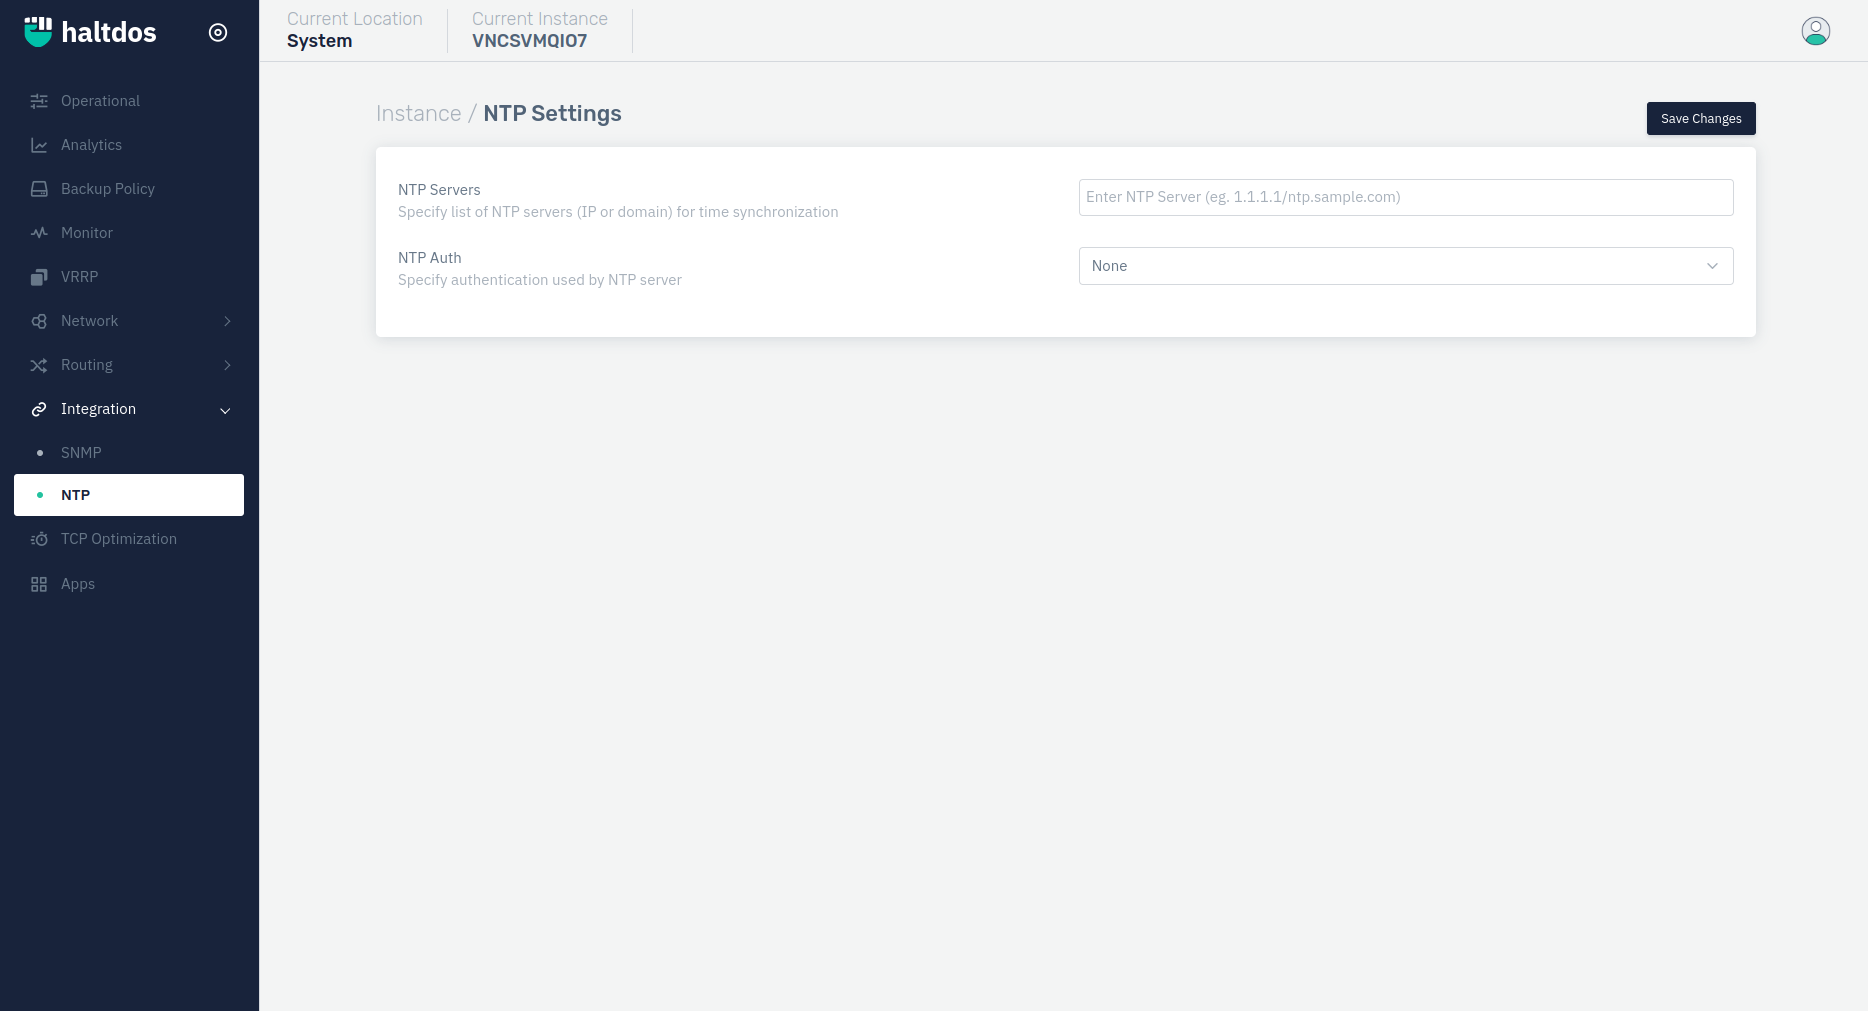 haltdos
Current Location
System
Current Instance
VNCSVMQIO7
Operational
Analytics
Backup Policy
Monitor
VRRP
Network
Routing
Integration
SNMP
NTP
TCP Optimization
Apps
Instance / NTP Settings
Save Changes
NTP Servers
Specify list of NTP servers (IP or domain) for time synchronization
Enter NTP Server (eg. 1.1.1.1/ntp.sample.com)
NTP Auth
Specify authentication used by NTP server
None